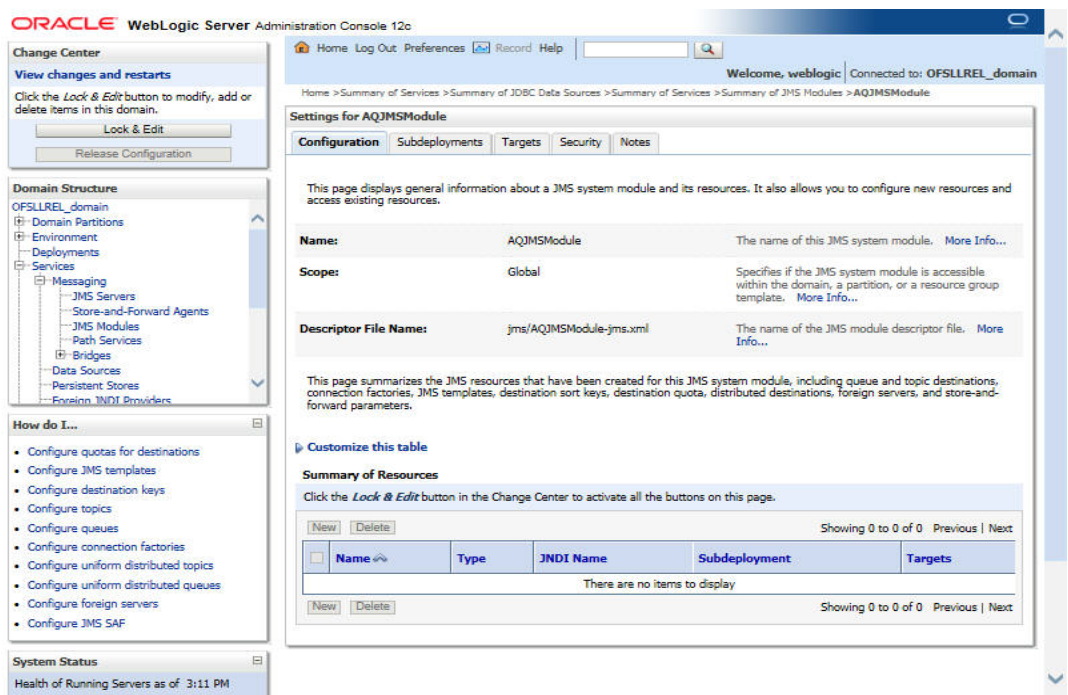 ORACLE WebLogic Server Administration Console 12c
Change Center
View changes and restarts
Click the Lock & Edit button to modify, add or
delete items in this domain.
Lock & Edit
Release Configuration
Domain Structure
OFSLLREL_domain
Domain Partitions
Environment
Deployments
Services
Messaging
JMS Servers
Store-and-Forward Agents
JMS Modules
Path Services
Bridges
Data Sources
Persistent Stores
Foreign JNDI Providers
How do I...
Configure quotas for destinations
Configure JMS templates
Configure destination keys
Configure topics
Configure queues
Configure connection factories
Configure uniform distributed topics
Configure uniform distributed queues
Configure foreign servers
Configure JMS SAF
System Status
Health of Running Servers as of 3:11 PM
Home Log Out Preferences Record Help
Welcome, weblogic Connected to: OFSLLREL_domain
Home >Summary of Services >Summary of JDBC Data Sources >Summary of Services >Summary of JMS Modules >AQJMSModule
Settings for AQJMSModule
Configuration Subdeployments Targets Security Notes
This page displays general information about a JMS system module and its resources. It also allows you to configure new resources and
access existing resources.
Name: AQJMSModule The name of this JMS system module. More Info...
Scope: Global Specifies if the JMS system module is accessible
within the domain, a partition, or a resource group
template. More Info...
Descriptor File Name: jms/AQJMSModule-jms.xml The name of the JMS module descriptor file. More
Info...
This page summarizes the JMS resources that have been created for this JMS system module, including queue and topic destinations,
connection factories, JMS templates, destination sort keys, destination quota, distributed destinations, foreign servers, and store-and-
forward parameters.
Customize this table
Summary of Resources
Click the Lock & Edit button in the Change Center to activate all the buttons on this page.
New Delete Showing 0 to 0 of 0 Previous | Next
Name Type JNDI Name Subdeployment Targets
There are no items to display
New Delete Showing 0 to 0 of 0 Previous | Next